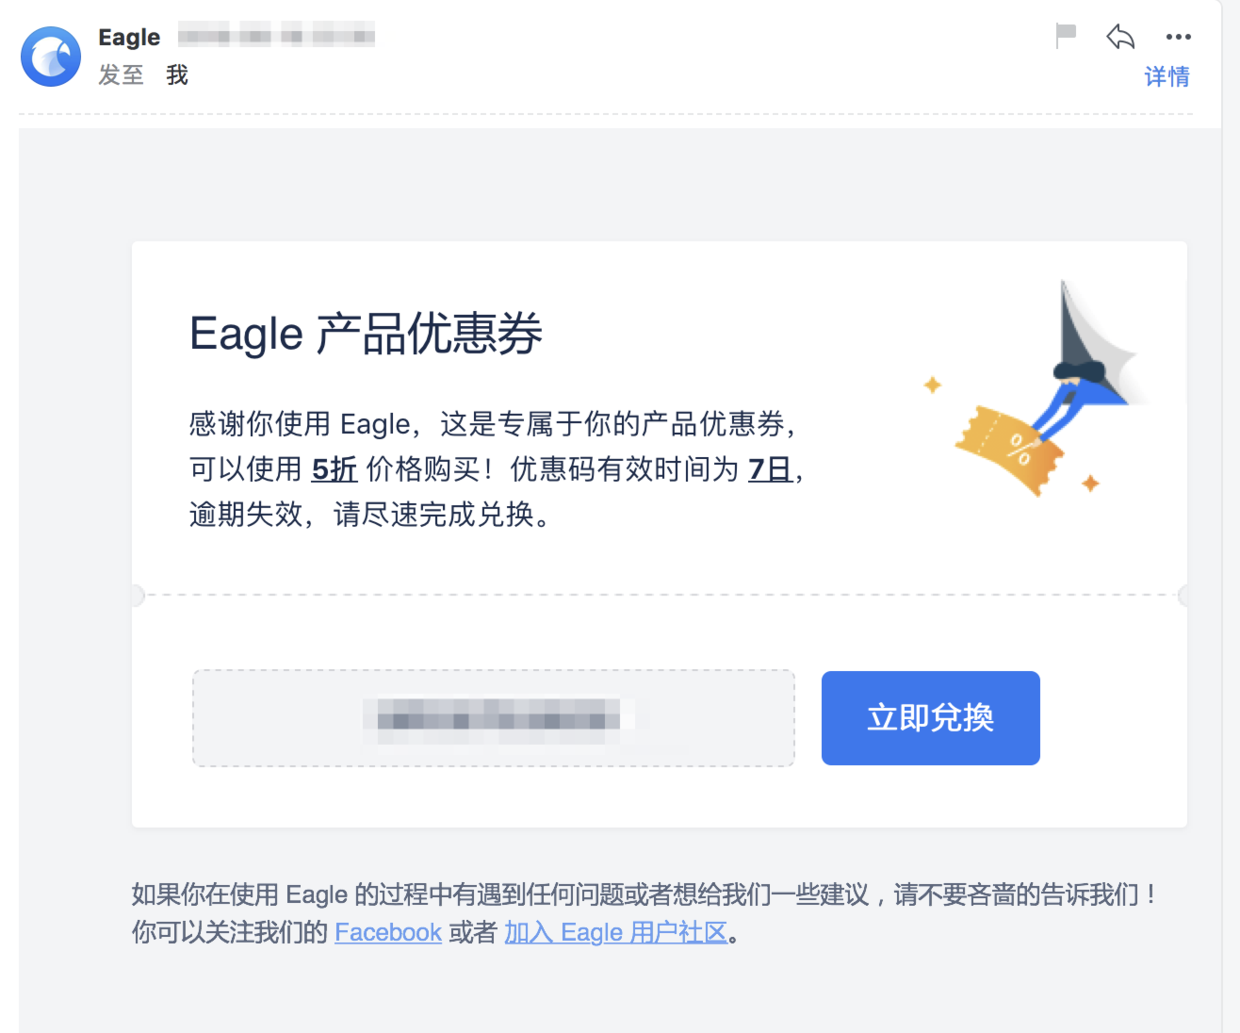 Eagle
发至 我
详情
Eagle 产品优惠券
感谢你使用 Eagle，这是专属于你的产品优惠券，
可以使用 5折 价格购买！优惠码有效时间为 7日，
逾期失效，请尽速完成兑换。
%
立即兌換
如果你在使用 Eagle 的过程中有遇到任何问题或者想给我们一些建议，请不要吝啬的告诉我们！
你可以关注我们的 Facebook 或者 加入 Eagle 用户社区。